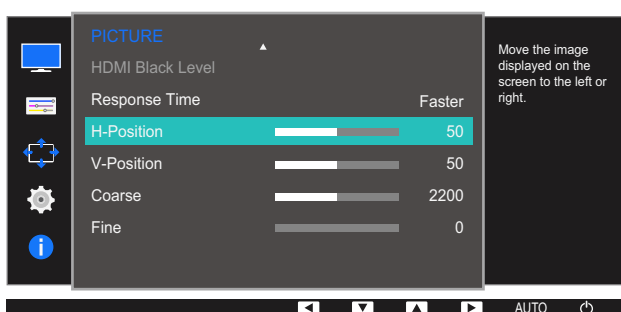 PICTURE
HDMI Black Level
Response Time Faster
H-Position 50
V-Position 50
Coarse 2200
Fine 0
Move the image
displayed on the
screen to the left or
right.
AUTO